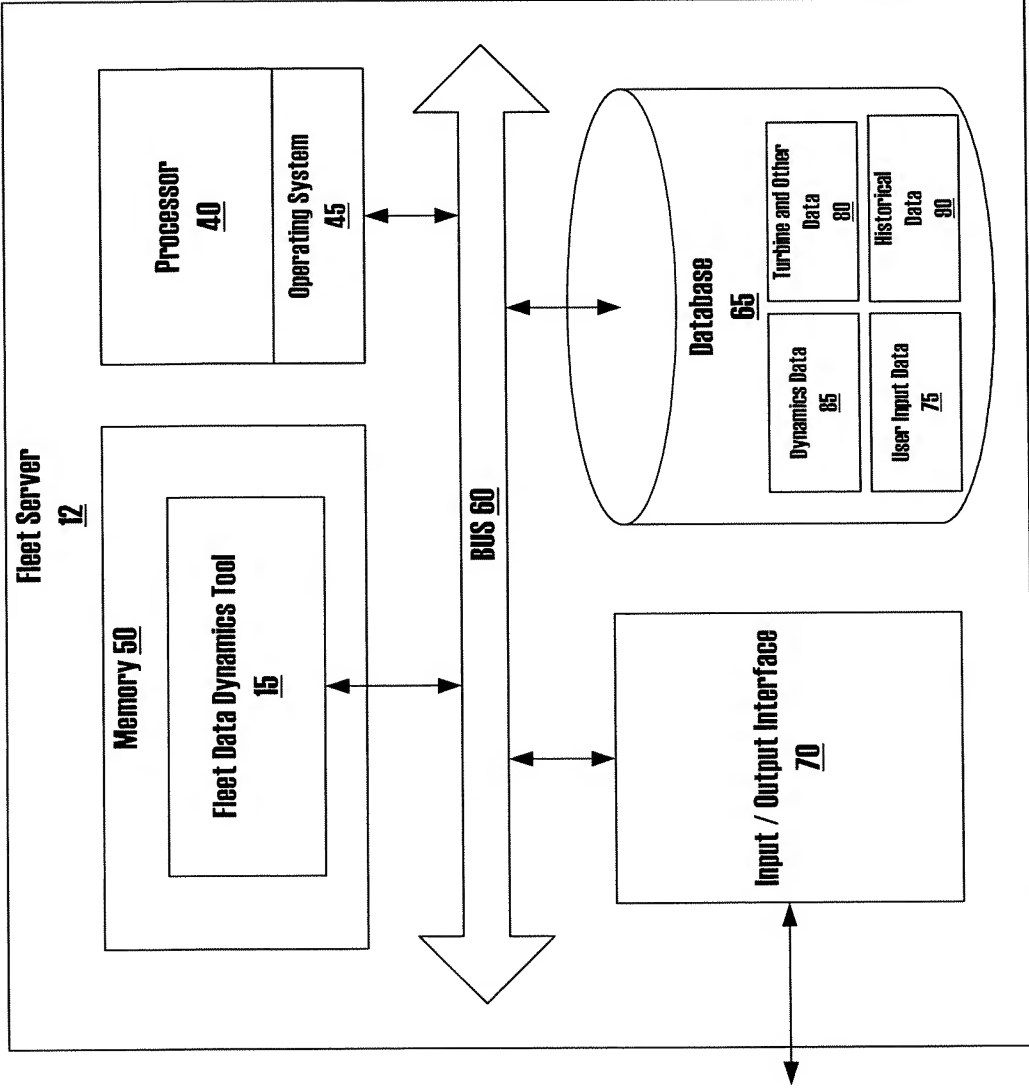 Fleet Server
12
Memory 50
Fleet Data Dynamics Tool
15
Processor
40
Operating System
45
BUS 60
Input / Output Interface
70
Database
65
Dynamics Data
85
Turbine and Other
Data
80
User Input Data
75
Historical
Data
90